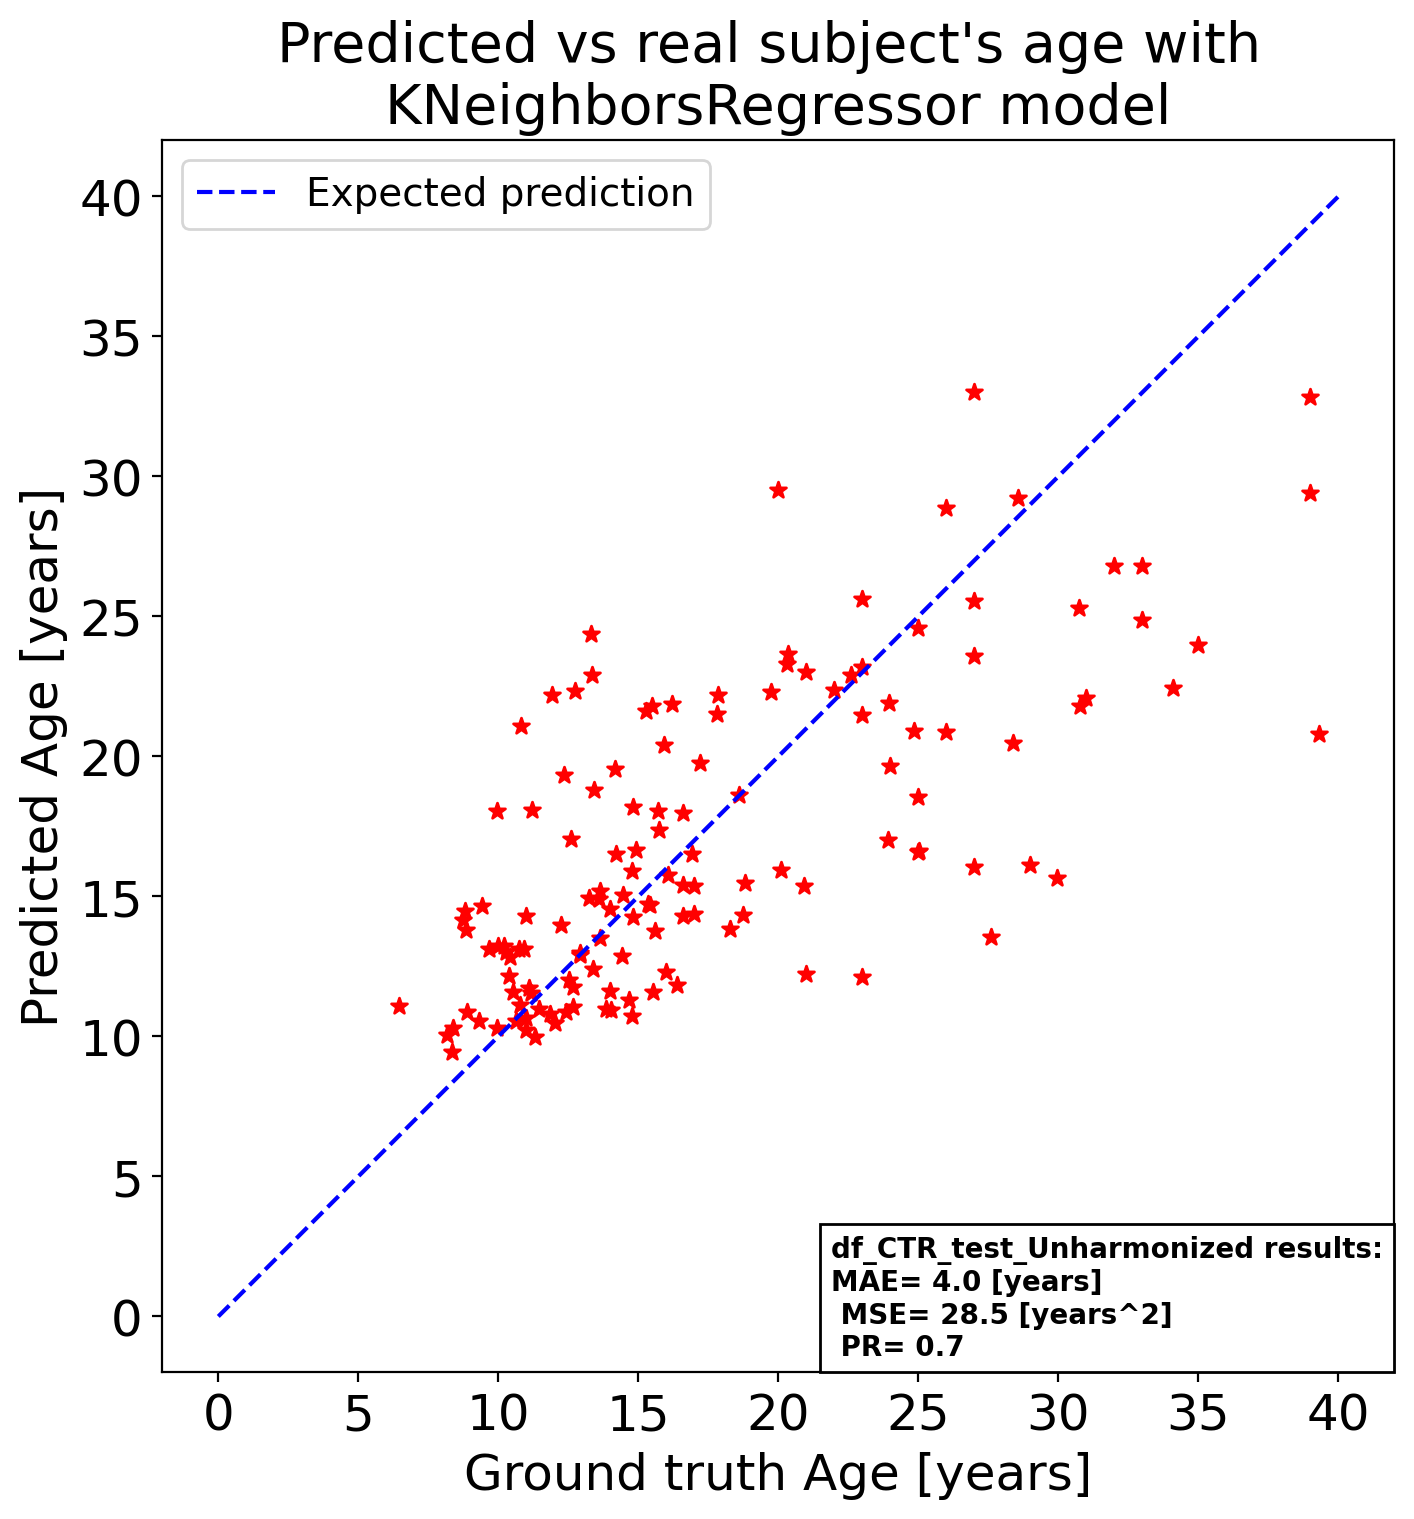 Predicted vs real subject's age with
KNeighborsRegressor model
Expected prediction
Predicted Age [years]
40
35
30
25
20
15
10
5
0
df_CTR_test_Unharmonized results:
MAE= 4.0 [years]
MSE= 28.5 [years^2]
PR= 0.7
0 5 10 15 20 25 30 35 40
Ground truth Age [years]